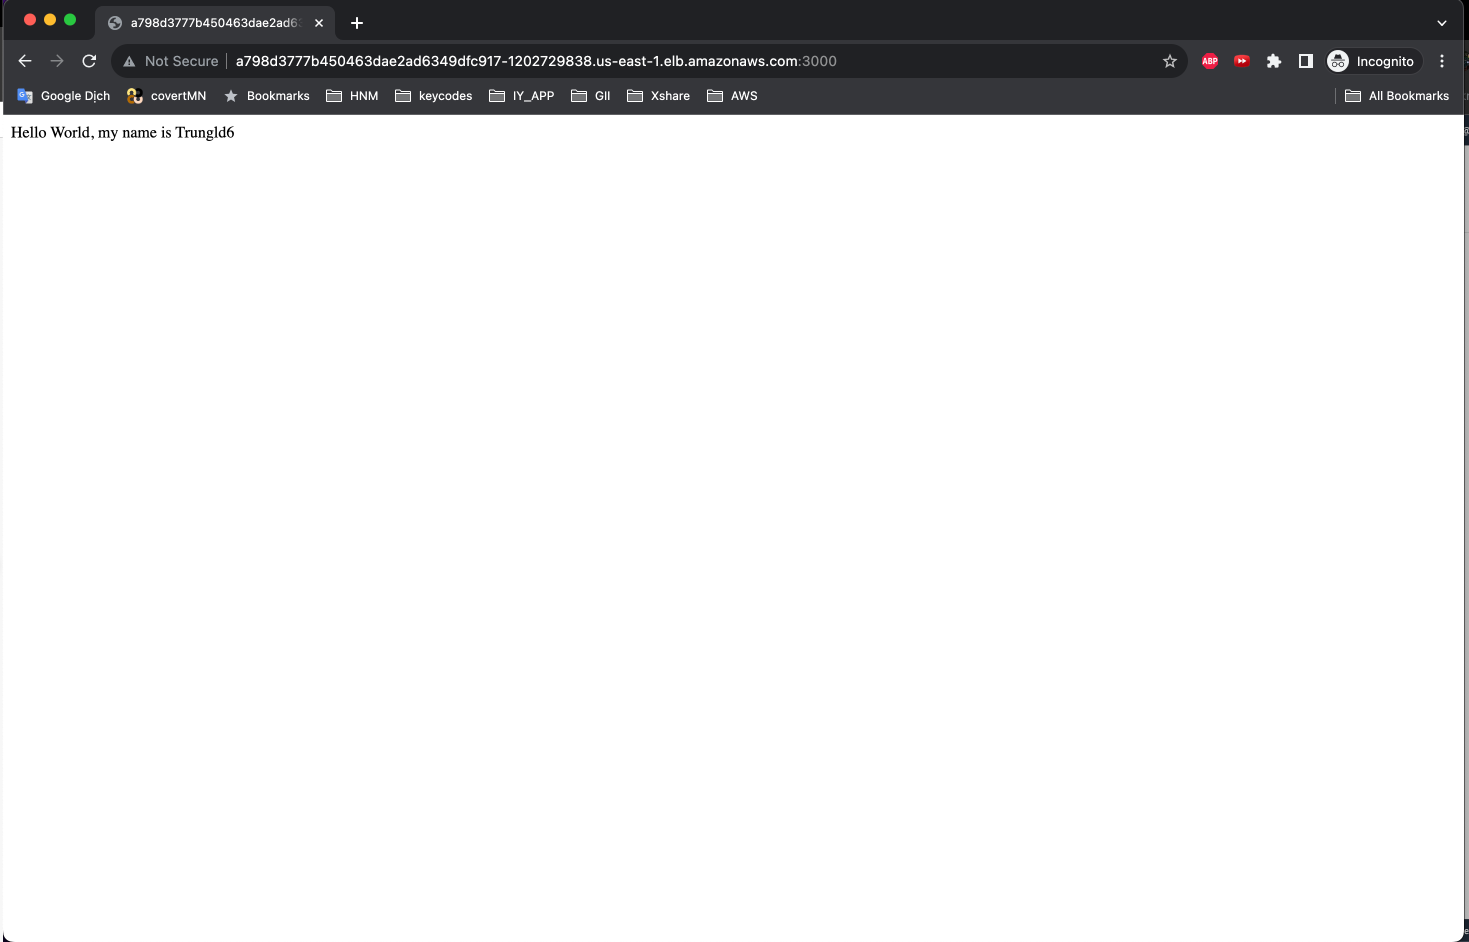 a798d3777b450463dae2ad63
Not Secure a798d3777b450463dae2ad6349dfc917-1202729838.us-east-1.elb.amazonaws.com:3000 ABP Incognito
Google Dịch covertMN Bookmarks HNM keycodes IY_APP GII Xshare AWS All Bookmarks
Hello World, my name is Trungld6